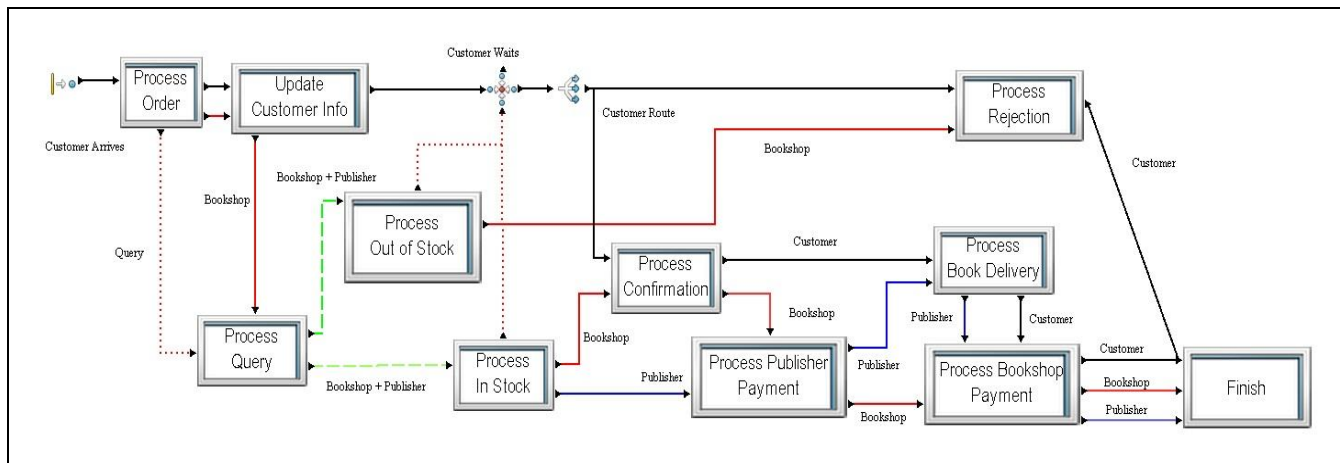 Customer Waits
Process
Order
Update
Customer Info
Process
Rejection
Customer Route
Customer Arrives
Bookshop
Customer
Bookshop + Publisher
Bookshop
Process
Out of Stock
Query
Customer
Process
Book Delivery
Process
Confirmation
Bookshop
Publisher
Customer
Process
Query
Bookshop
Process
In Stock
Process Publisher
Payment
Publisher
Process Bookshop
Payment
Customer
Finish
Bookshop + Publisher
Publisher
Bookshop
Bookshop
Publisher